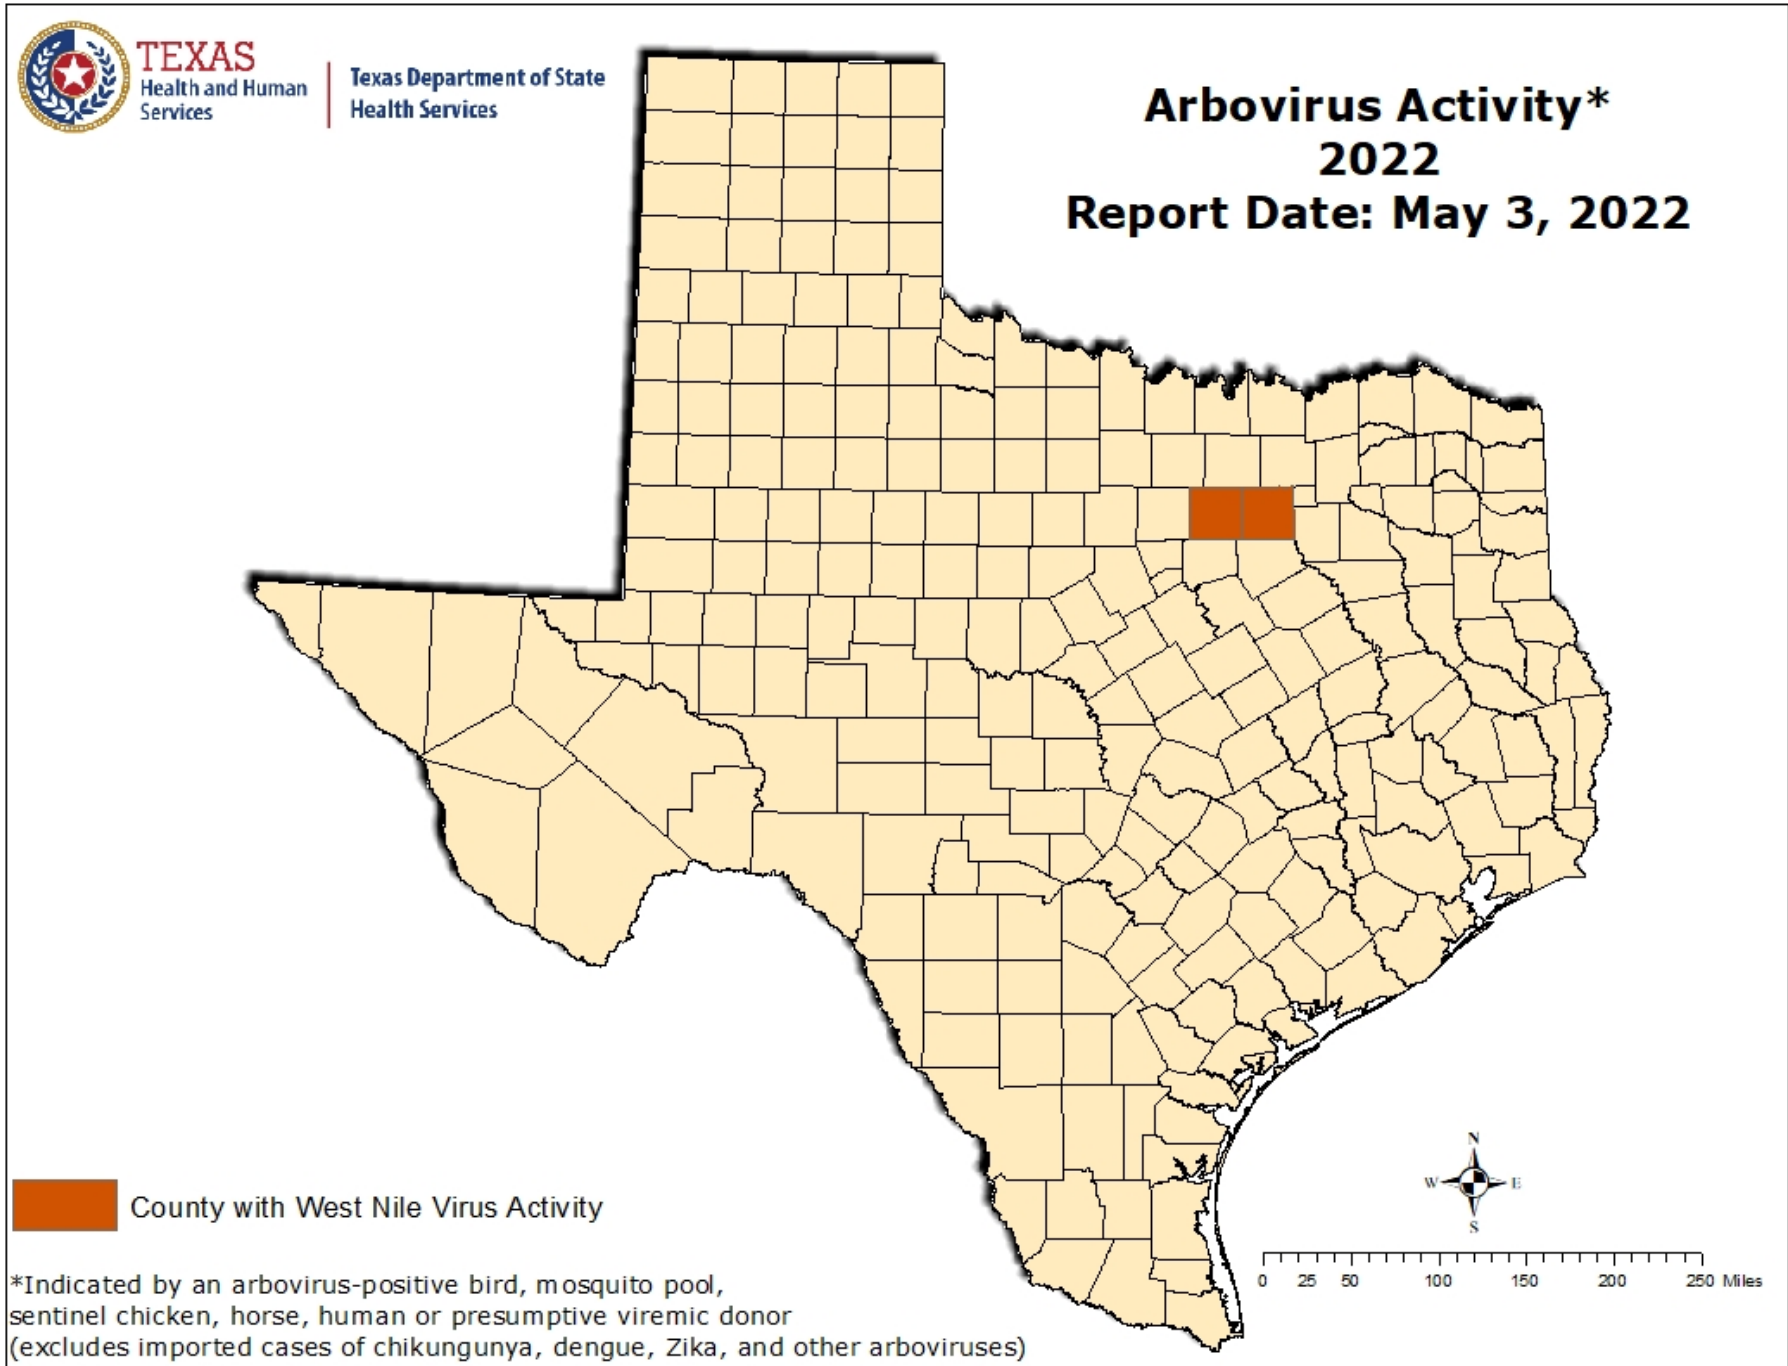 TEXAS
Health and Human
Services
Texas Department of State
Health Services
Arbovirus Activity*
2022
Report Date: May 3, 2022
County with West Nile Virus Activity
*Indicated by an arbovirus-positive bird, mosquito pool,
sentinel chicken, horse, human or presumptive viremic donor
(excludes imported cases of chikungunya, dengue, Zika, and other arboviruses)
N
W E
S
0 25 50 100 150 200 250 Miles